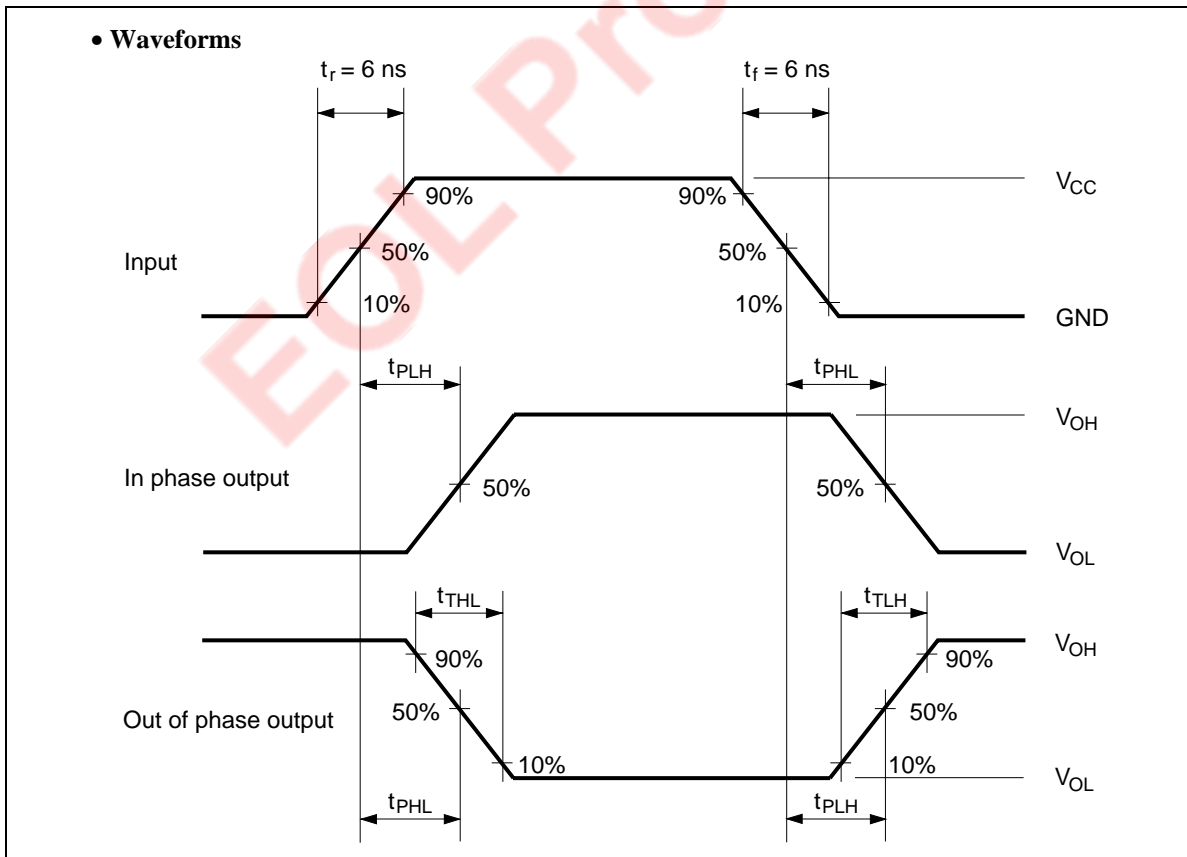 • Waveforms
tr = 6 ns
tf = 6 ns
90%
90%
VCC
50%
50%
Input
10%
10%
GND
tPLH
tPHL
VOH
In phase output
50%
50%
VOL
tTHL
tTLH
VOH
90%
90%
Out of phase output
50%
50%
10%
10%
VOL
tPHL
tPLH
EOL Pro